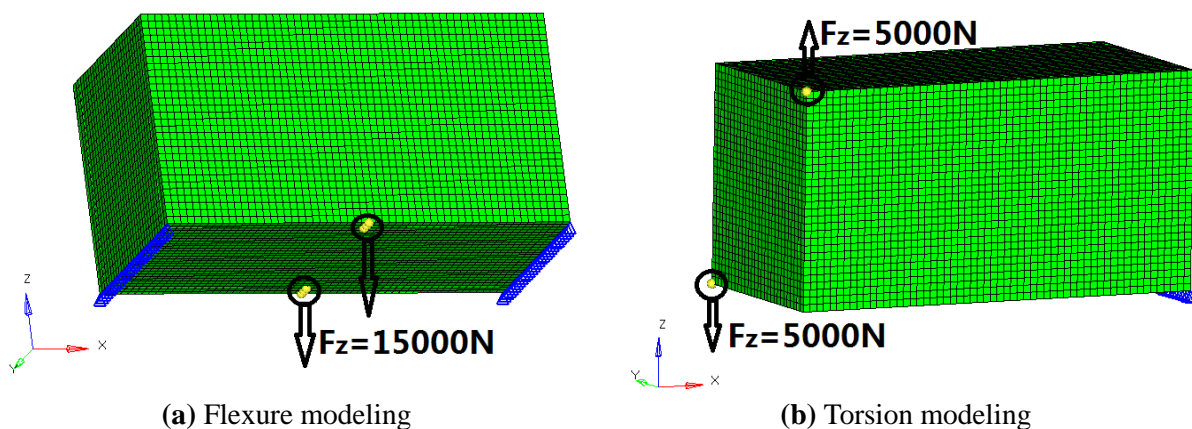 Fz=5000N
Fz=15000N
Fz=5000N
Z
X
Y
Z
X
Y
(a) Flexure modeling
(b) Torsion modeling